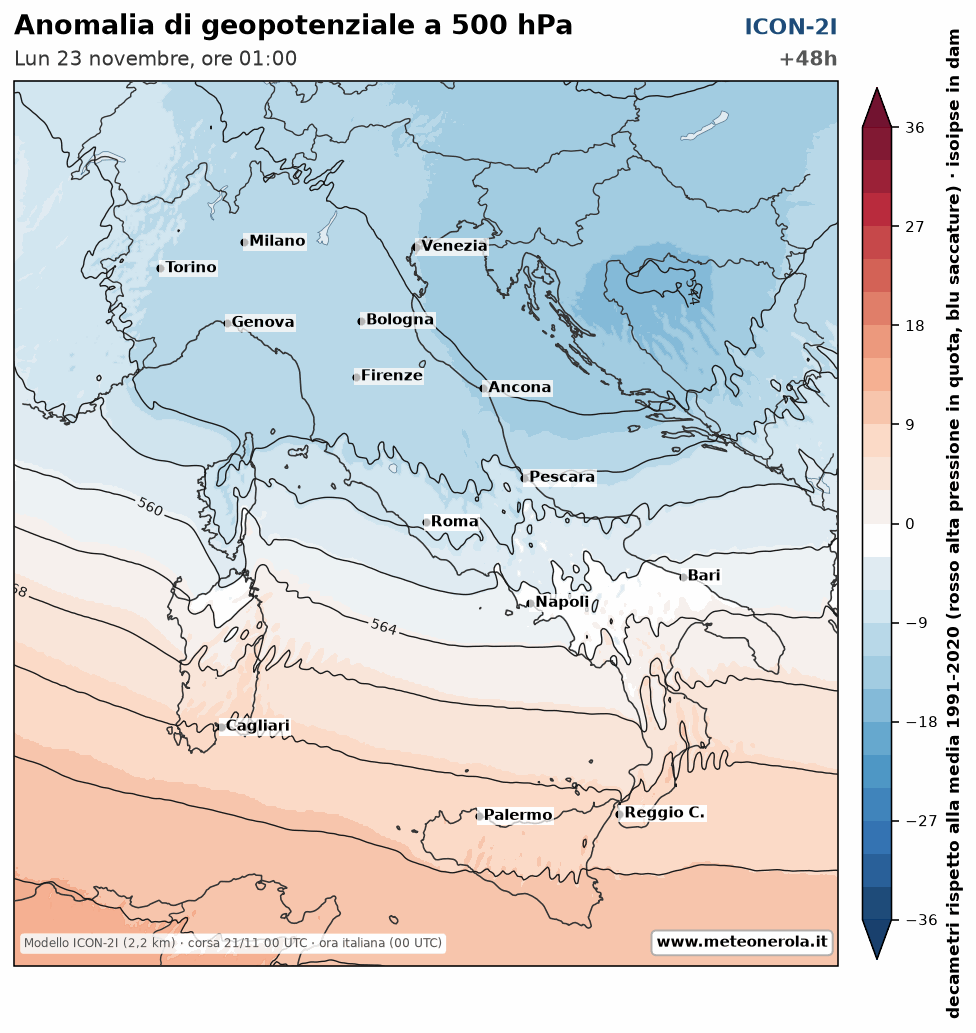 Anomalia di geopotenziale a 500 hPa
ICON-2I
Lun 23 novembre, ore 01:00
+48h
Milano
Venezia
Torino
Genova
Bologna
Firenze
Ancona
Pescara
560
Roma
Bari
Napoli
564
Cagliari
Palermo
Reggio C.
Modello ICON-2I (2,2 km) · corsa 21/11 00 UTC · ora italiana (00 UTC)
www.meteonerola.it
36
27
18
9
0
−9
−18
−27
−36
decametri rispetto alla media 1991-2020 (rosso alta pressione in quota, blu saccature) · isoipse in dam